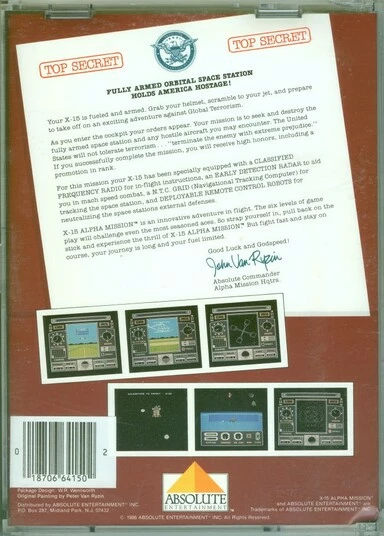 TOP SECRET
TOP SECRET
FULLY ARMED ORBITAL SPACE STATION
HOLDS AMERICA HOSTAGE!
Your X-15 is fueled and armed. Grab your helmet, scramble to your jet, and prepare
to take off on an exciting adventure against Global Terrorism.
As you enter the cockpit your orders appear. Your mission is to seek and destroy the
fully armed space station and any hostile aircraft you may encounter. The United
States will not tolerate terrorism . . . "terminate the enemy with extreme prejudice."
If you successfully complete the mission, you will receive high honors, including a
promotion in rank.
For this mission your X-15 has been specially equipped with a CLASSIFIED
FREQUENCY RADIO for in-flight instructions, an EARLY DETECTION RADAR to aid
you in mach speed combat, a N.T.C. GRID (Navigational Tracking Computer) for
tracking the space station, and DEPLOYABLE REMOTE CONTROL ROBOTS for
neutralizing the space stations external defenses.
X-15 ALPHA MISSION™ is an innovative adventure in flight. The six levels of game
play will challenge even the most seasoned aces. So strap yourself in, pull back on the
stick and experience the thrill of X-15 ALPHA MISSION™ But fight fast and stay on
course, your journey is long and your fuel limited.
Good Luck and Godspeed!
John Van Ryzin
Absolute Commander
Alpha Mission Hqtrs.
0 18706 64150 2
Package Design: W.R. Wentworth
Original Painting by Peter Van Ryzin
Distributed by ABSOLUTE ENTERTAINMENT™ INC.
P.O. Box 287, Midland Park, N.J. 07432
ABSOLUTE
ENTERTAINMENT™
© 1986 ABSOLUTE ENTERTAINMENT™ INC. All Rights Reserved.
X-15 ALPHA MISSION™
and ABSOLUTE ENTERTAINMENT™ are
Trademarks of ABSOLUTE ENTERTAINMENT™ INC.